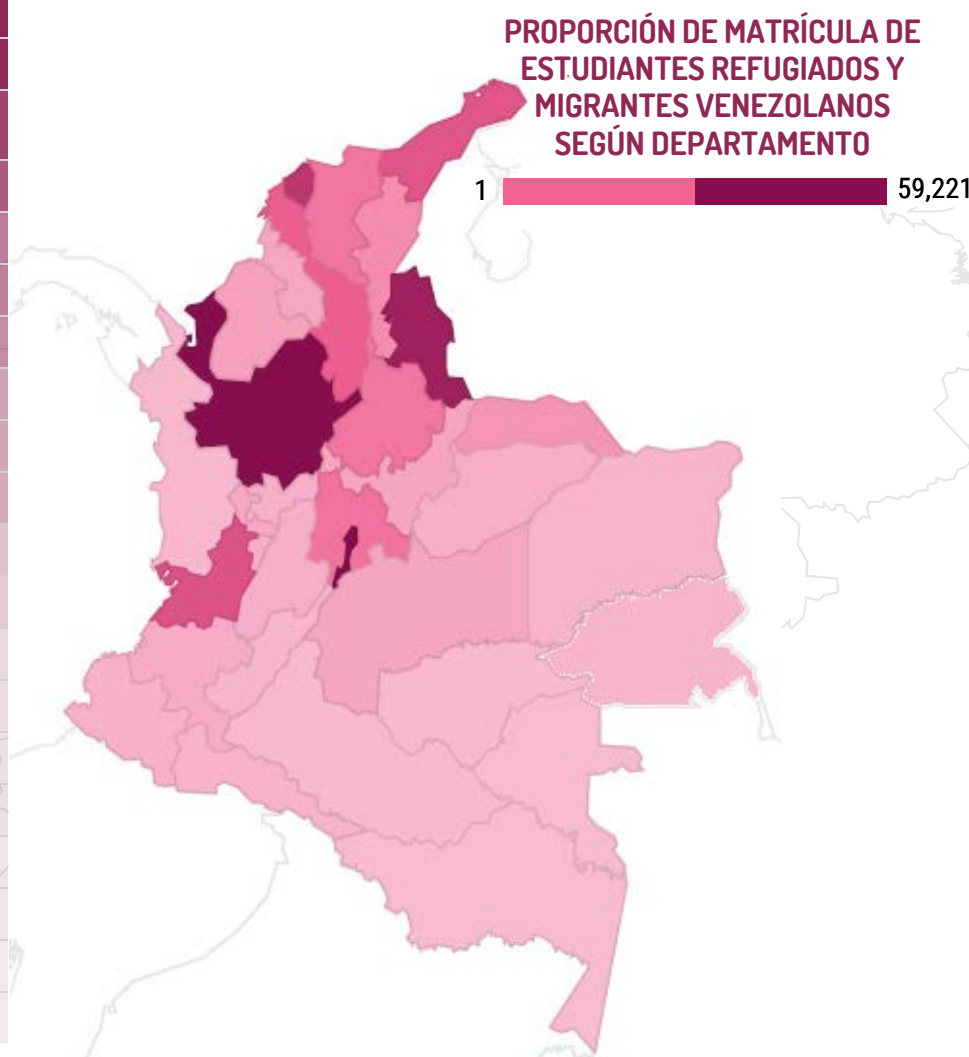 PROPORCIÓN DE MATRÍCULA DE
ESTUDIANTES REFUGIADOS Y
MIGRANTES VENEZOLANOS
SEGÚN DEPARTAMENTO
1 59,221